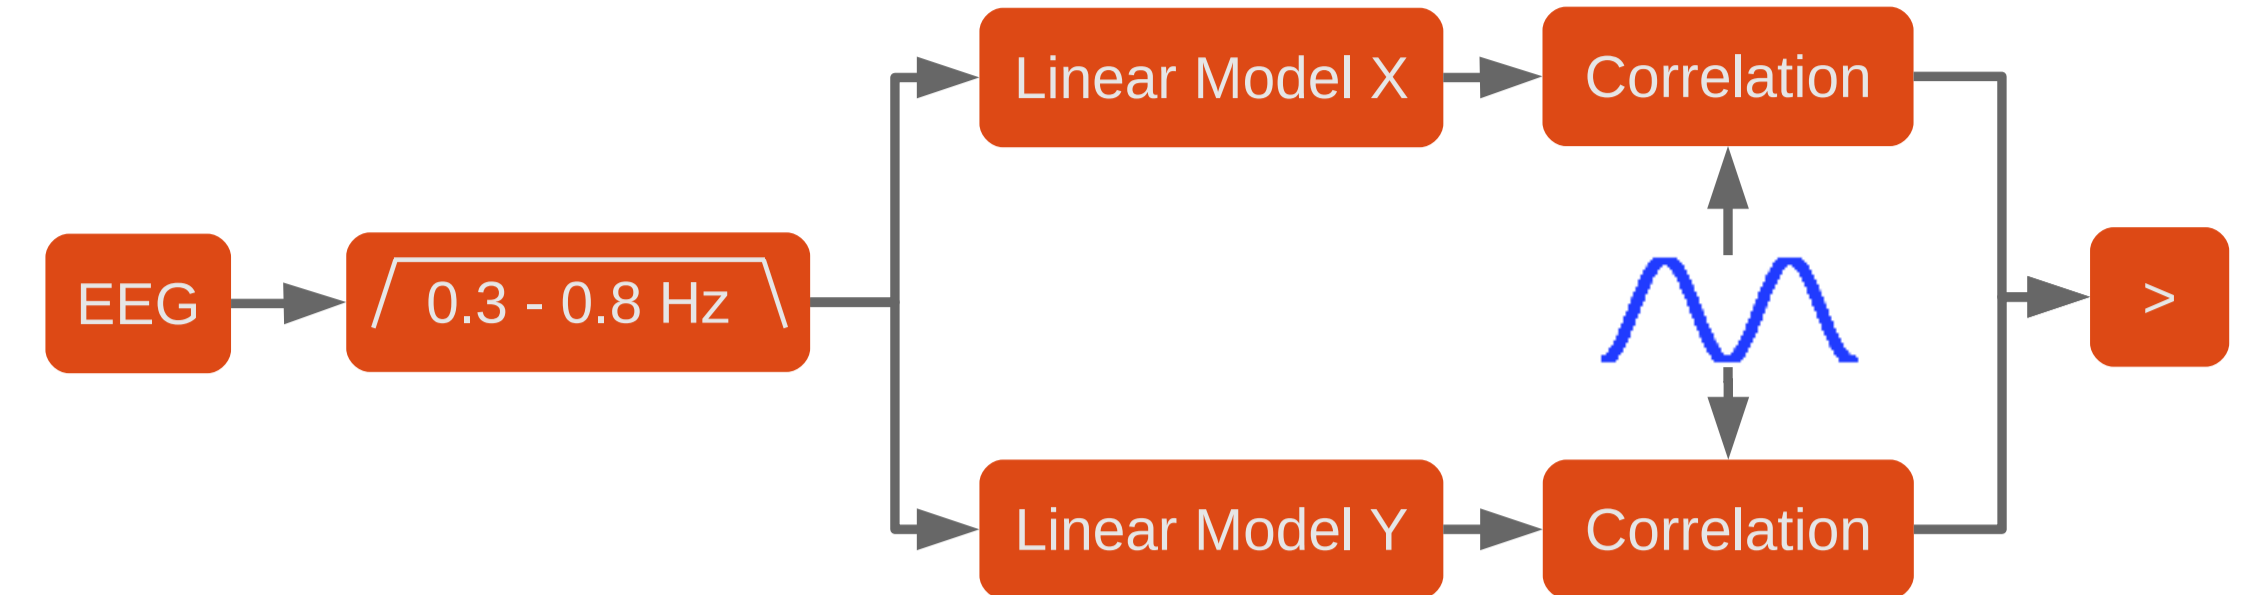 EEG
0.3 - 0.8 Hz
Linear Model X
Correlation
Linear Model Y
Correlation
>